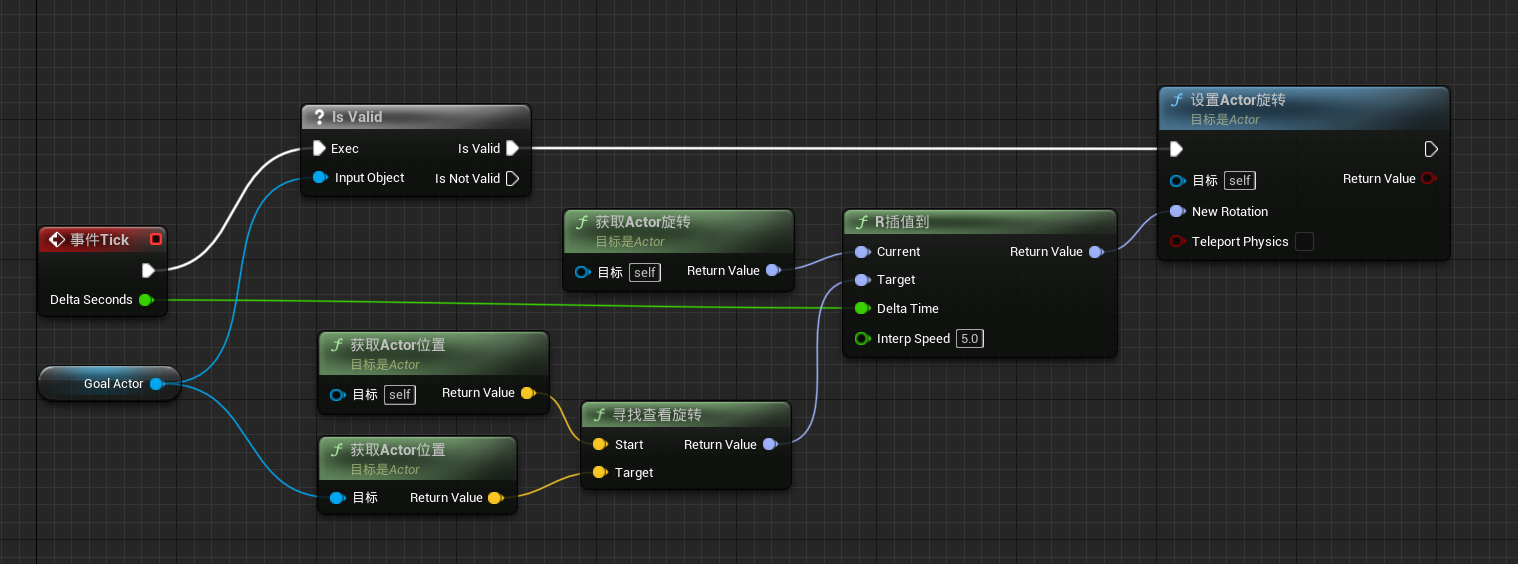 Is Valid
Exec
Is Valid
Input Object
Is Not Valid
事件Tick
Delta Seconds
Goal Actor
获取Actor位置
目标是Actor
目标
self
Return Value
获取Actor位置
目标是Actor
目标
Return Value
获取Actor旋转
目标是Actor
目标
self
Return Value
寻找查看旋转
Start
Return Value
Target
R插值到
Current
Return Value
Target
Delta Time
Interp Speed
5.0
设置Actor旋转
目标是Actor
目标
self
Return Value
New Rotation
Teleport Physics